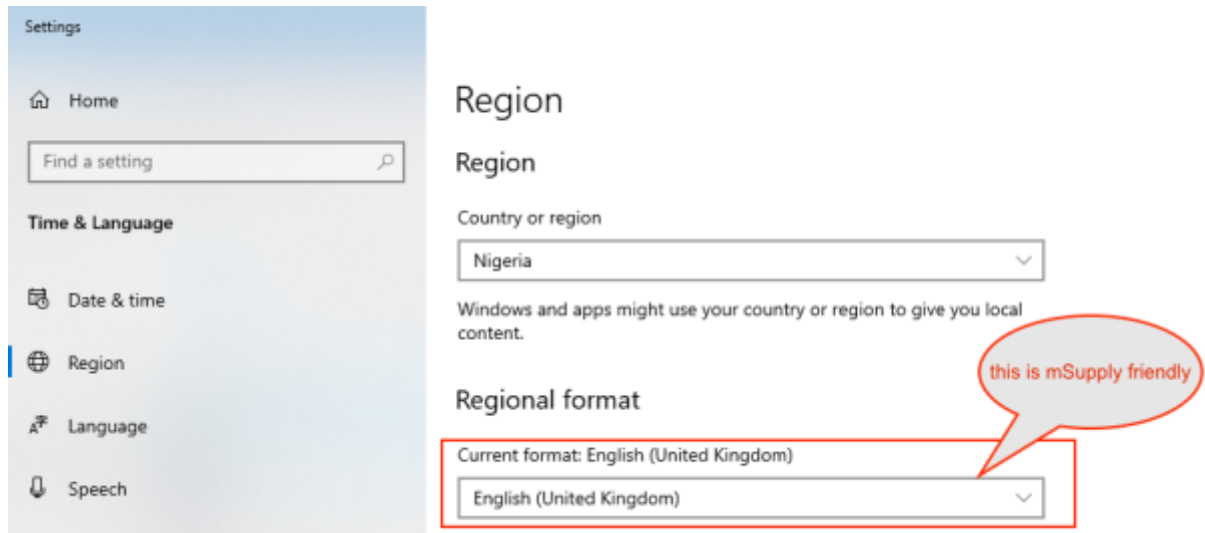 Settings
Home
Find a setting
Time & Language
Date & time
Region
Language
Speech
Region
Region
Country or region
Nigeria
Windows and apps might use your country or region to give you local
content.
Regional format
this is mSupply friendly
Current format: English (United Kingdom)
English (United Kingdom)